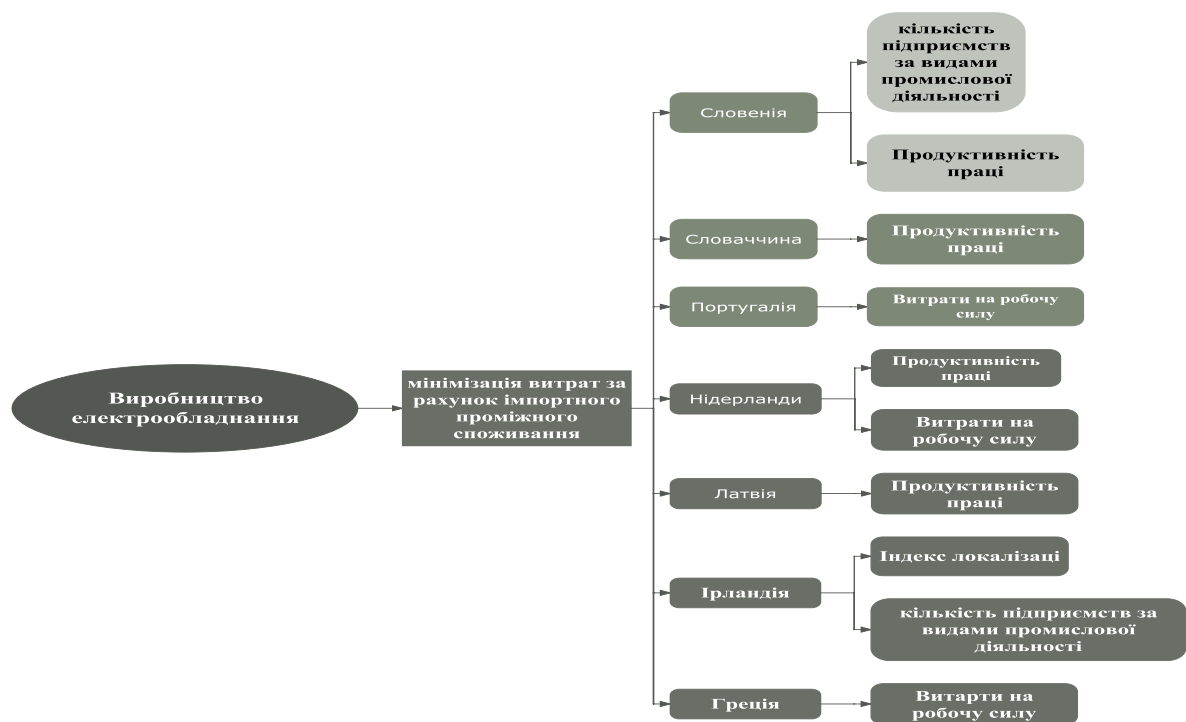 Виробництво
електрообладнання
мінімізація витрат за
рахунок імпортного
проміжного
споживання
Словенія
кількість
підприємств
за видами
промислової
діяльності
Продуктивність
праці
Словаччина
Продуктивність
праці
Португалія
Витрати на робочу
силу
Нідерланди
Продуктивність
праці
Витрати на
робочу силу
Латвія
Продуктивність
праці
Ірландія
Індекс локалізаці
кількість підприємств за
видами промислової
діяльності
Греція
Витарти на
робочу силу